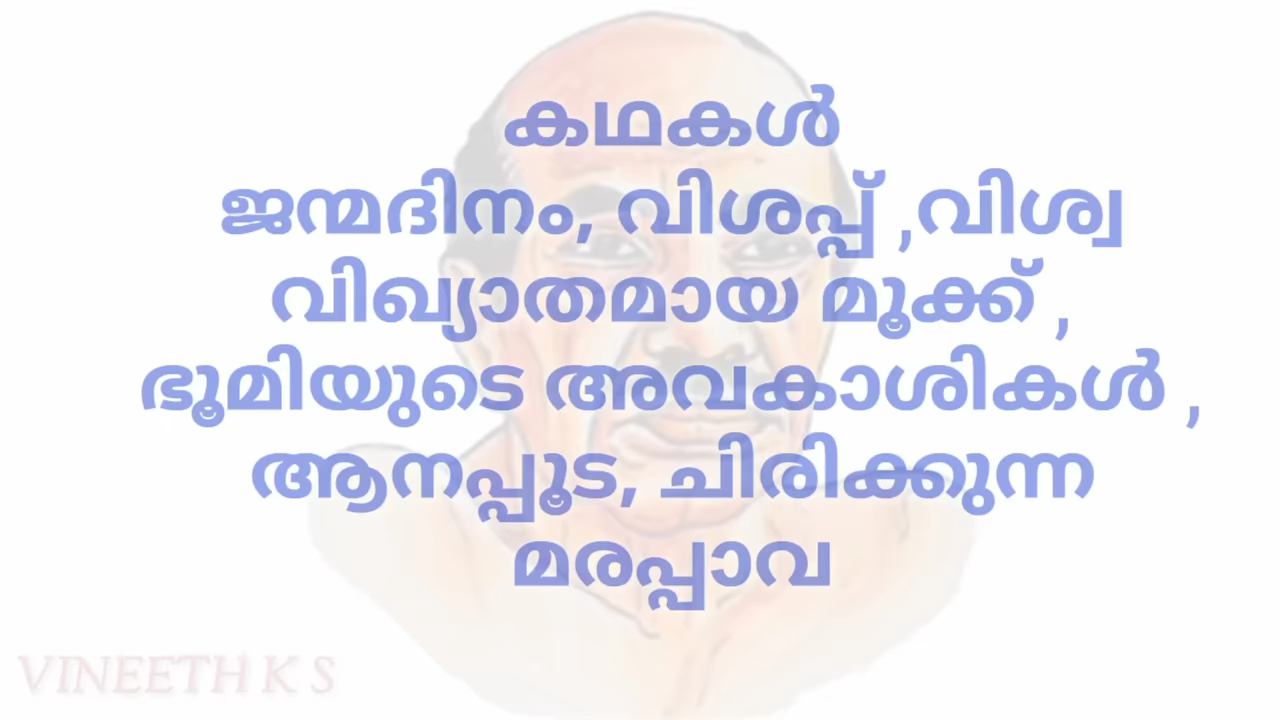 കഥകൾ
ജന്മദിനം, വിശപ്പ് ,വിശ്വ
വിഖ്യാതമായ മൂക്ക് ,
ഭൂമിയുടെ അവകാശികൾ ,
ആനപ്പൂട, ചിരിക്കുന്ന
മരപ്പാവ
VINEETH K S